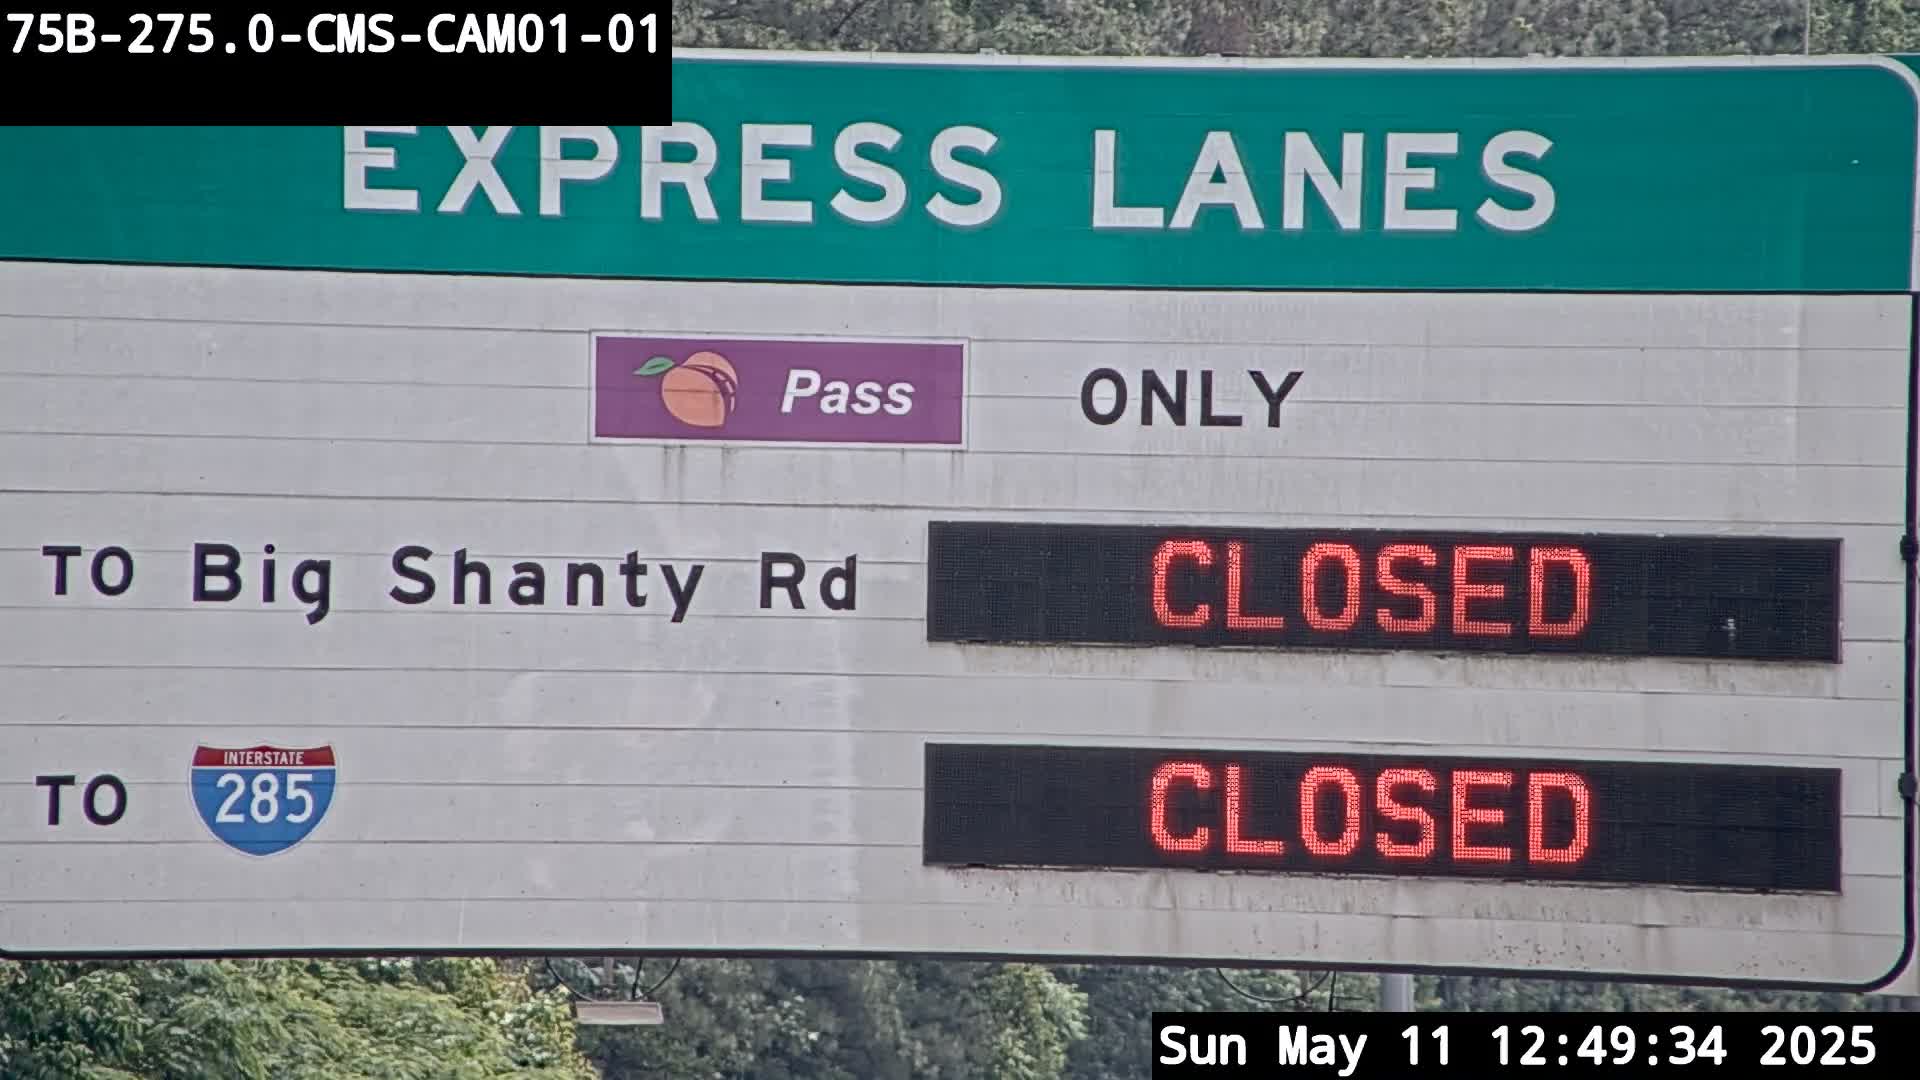 75B-275.0-CMS-CAM01-01
EXPRESS LANES
Pass ONLY
TO Big Shanty Rd CLOSED
INTERSTATE
TO 285 CLOSED
Sun May 11 12:49:34 2025